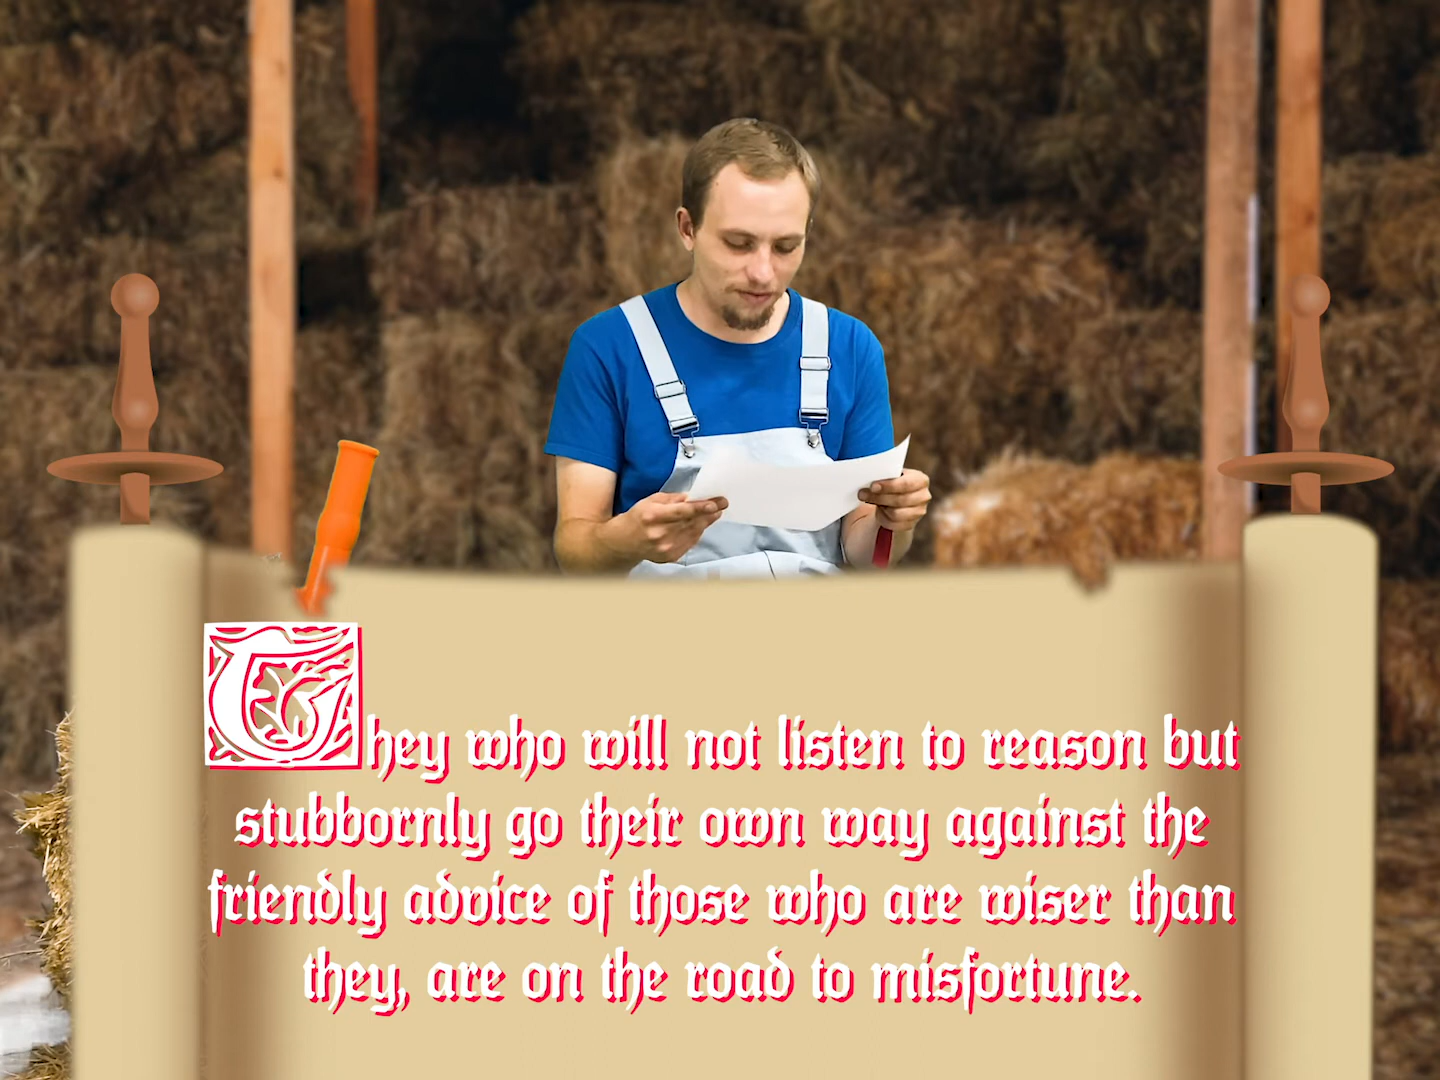 They who will not listen to reason but
stubbornly go their own way against the
friendly advice of those who are wiser than
they, are on the road to misfortune.